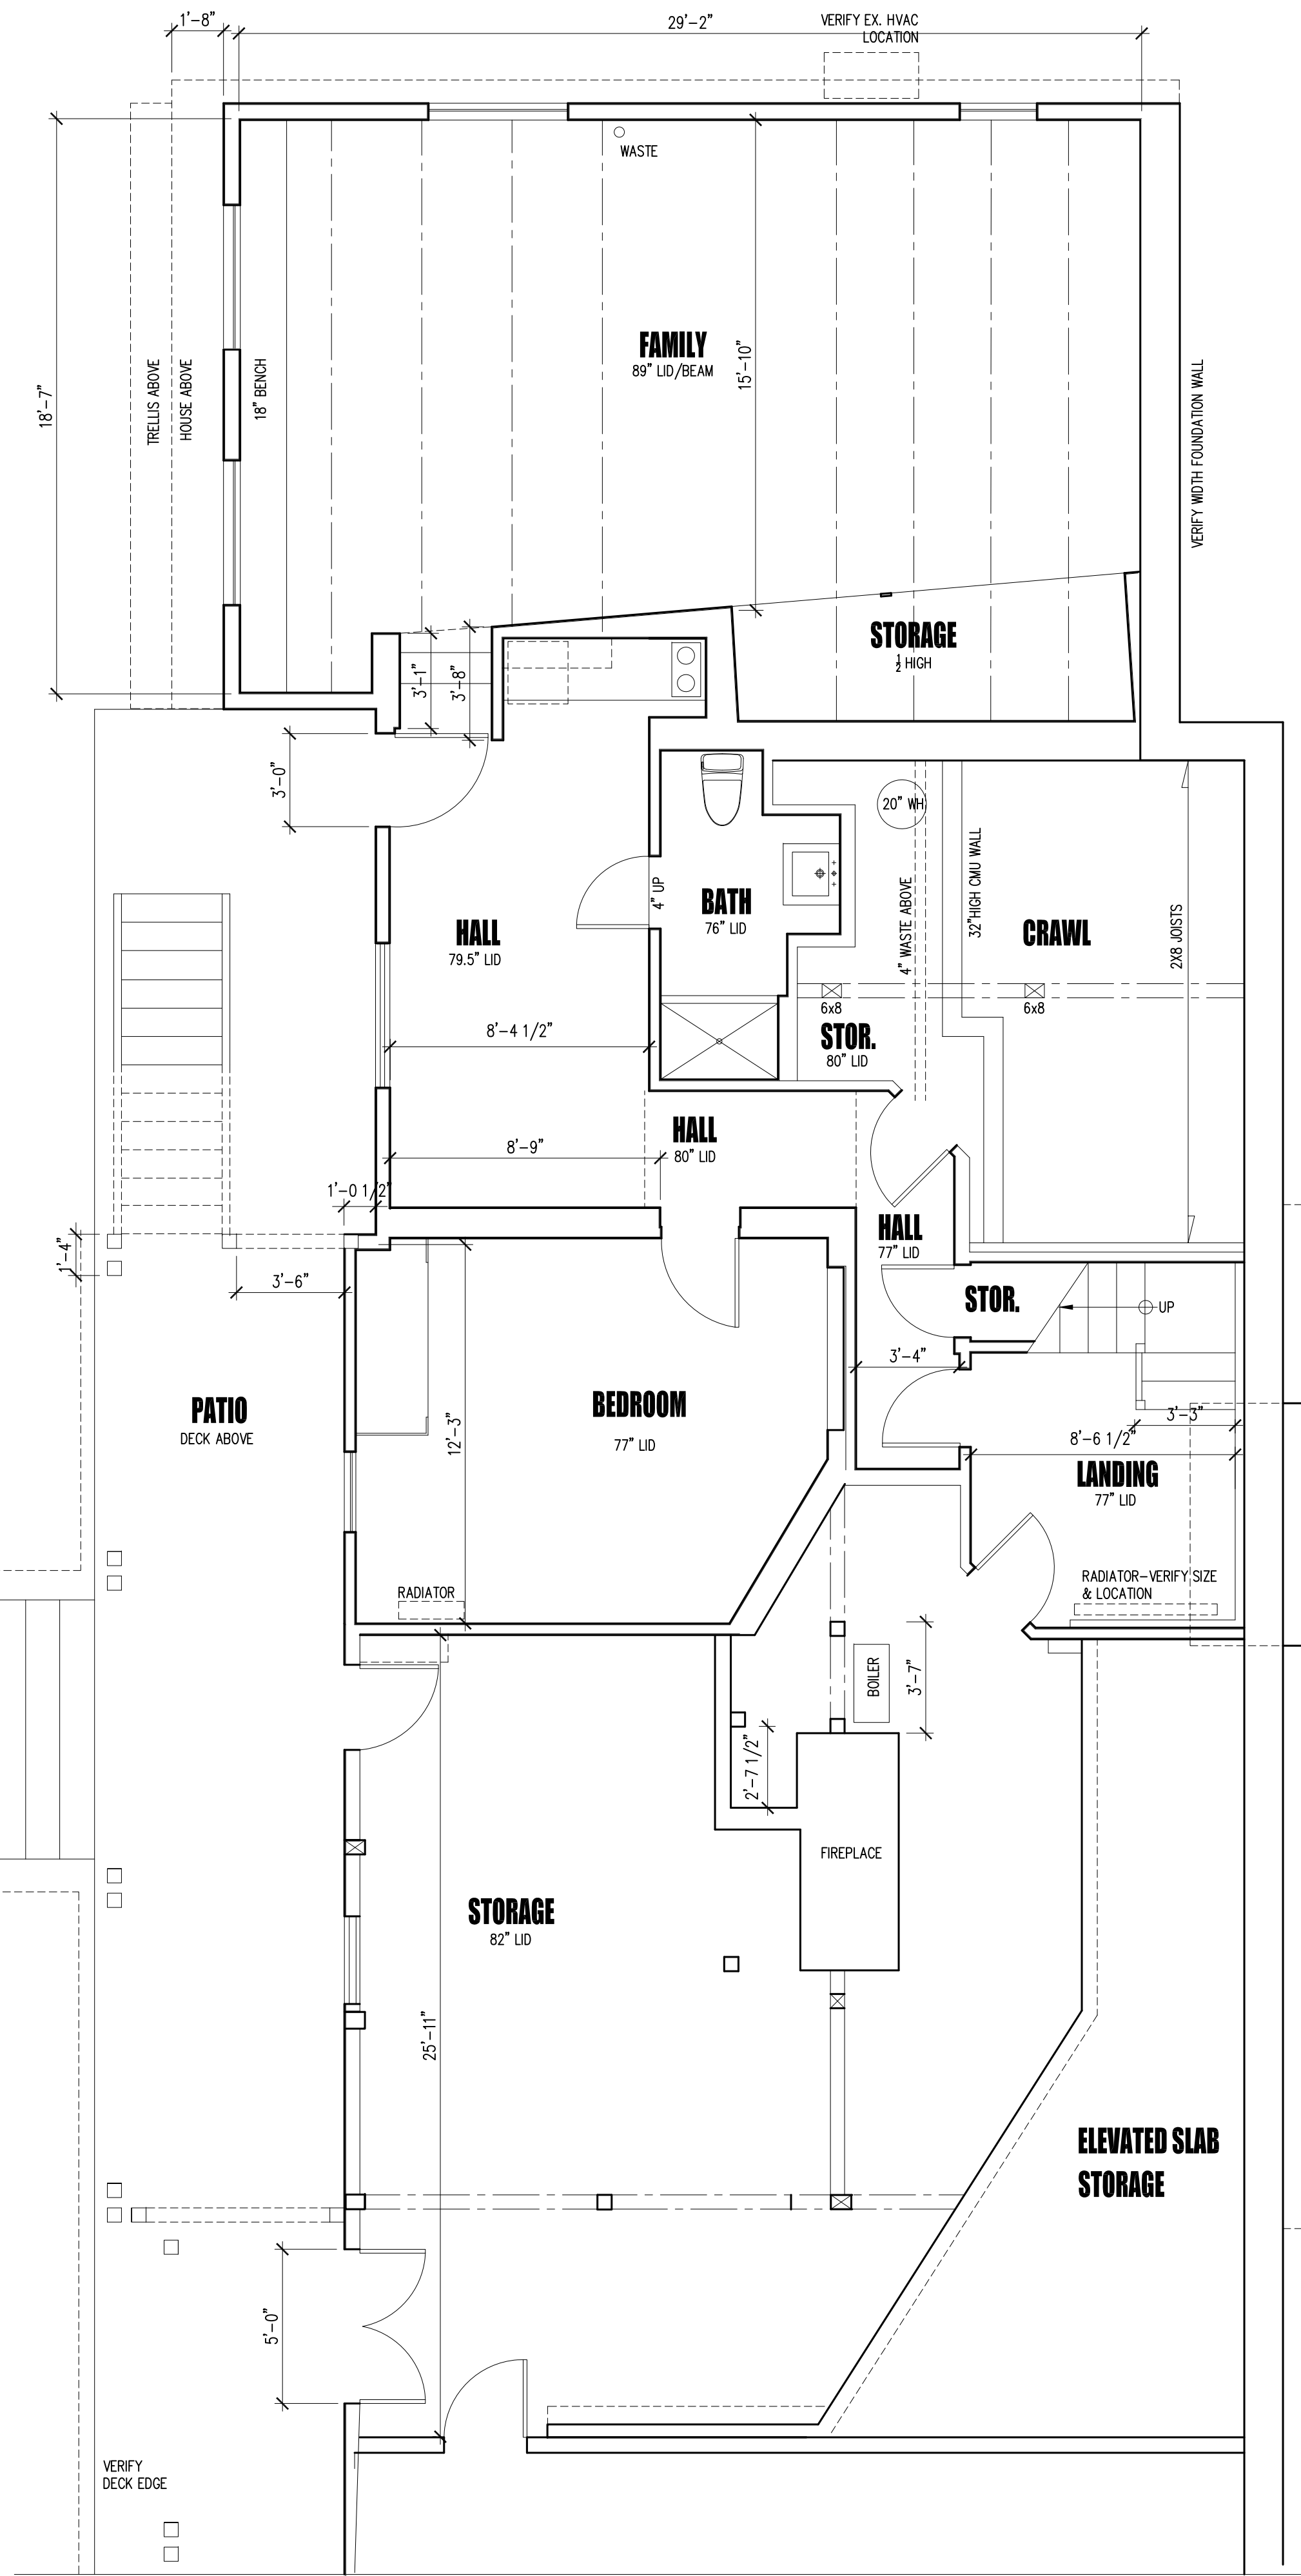 1'-8"
29'-2"
VERIFY EX. HVAC
LOCATION
WASTE
18'-7"
TRELLIS ABOVE
HOUSE ABOVE
18" BENCH
FAMILY
89" LID/BEAM
15'-10"
VERIFY WIDTH FOUNDATION WALL
STORAGE
1/2 HIGH
3'-1"
3'-8"
3'-0"
20" WH
4" UP
BATH
76" LID
HALL
79.5" LID
4" WASTE ABOVE
32"HIGH CMU WALL
CRAWL
2X8 JOISTS
6x8
6x8
STOR.
80" LID
8'-4 1/2"
HALL
80" LID
8'-9"
1'-0 1/2"
1'-4"
3'-6"
HALL
77" LID
STOR.
UP
3'-4"
PATIO
DECK ABOVE
BEDROOM
77" LID
12'-3"
3'-3"
8'-6 1/2"
LANDING
77" LID
RADIATOR
RADIATOR-VERIFY SIZE
& LOCATION
BOILER
3'-7"
2'-7 1/2"
FIREPLACE
STORAGE
82" LID
25'-11"
ELEVATED SLAB
STORAGE
5'-0"
VERIFY
DECK EDGE